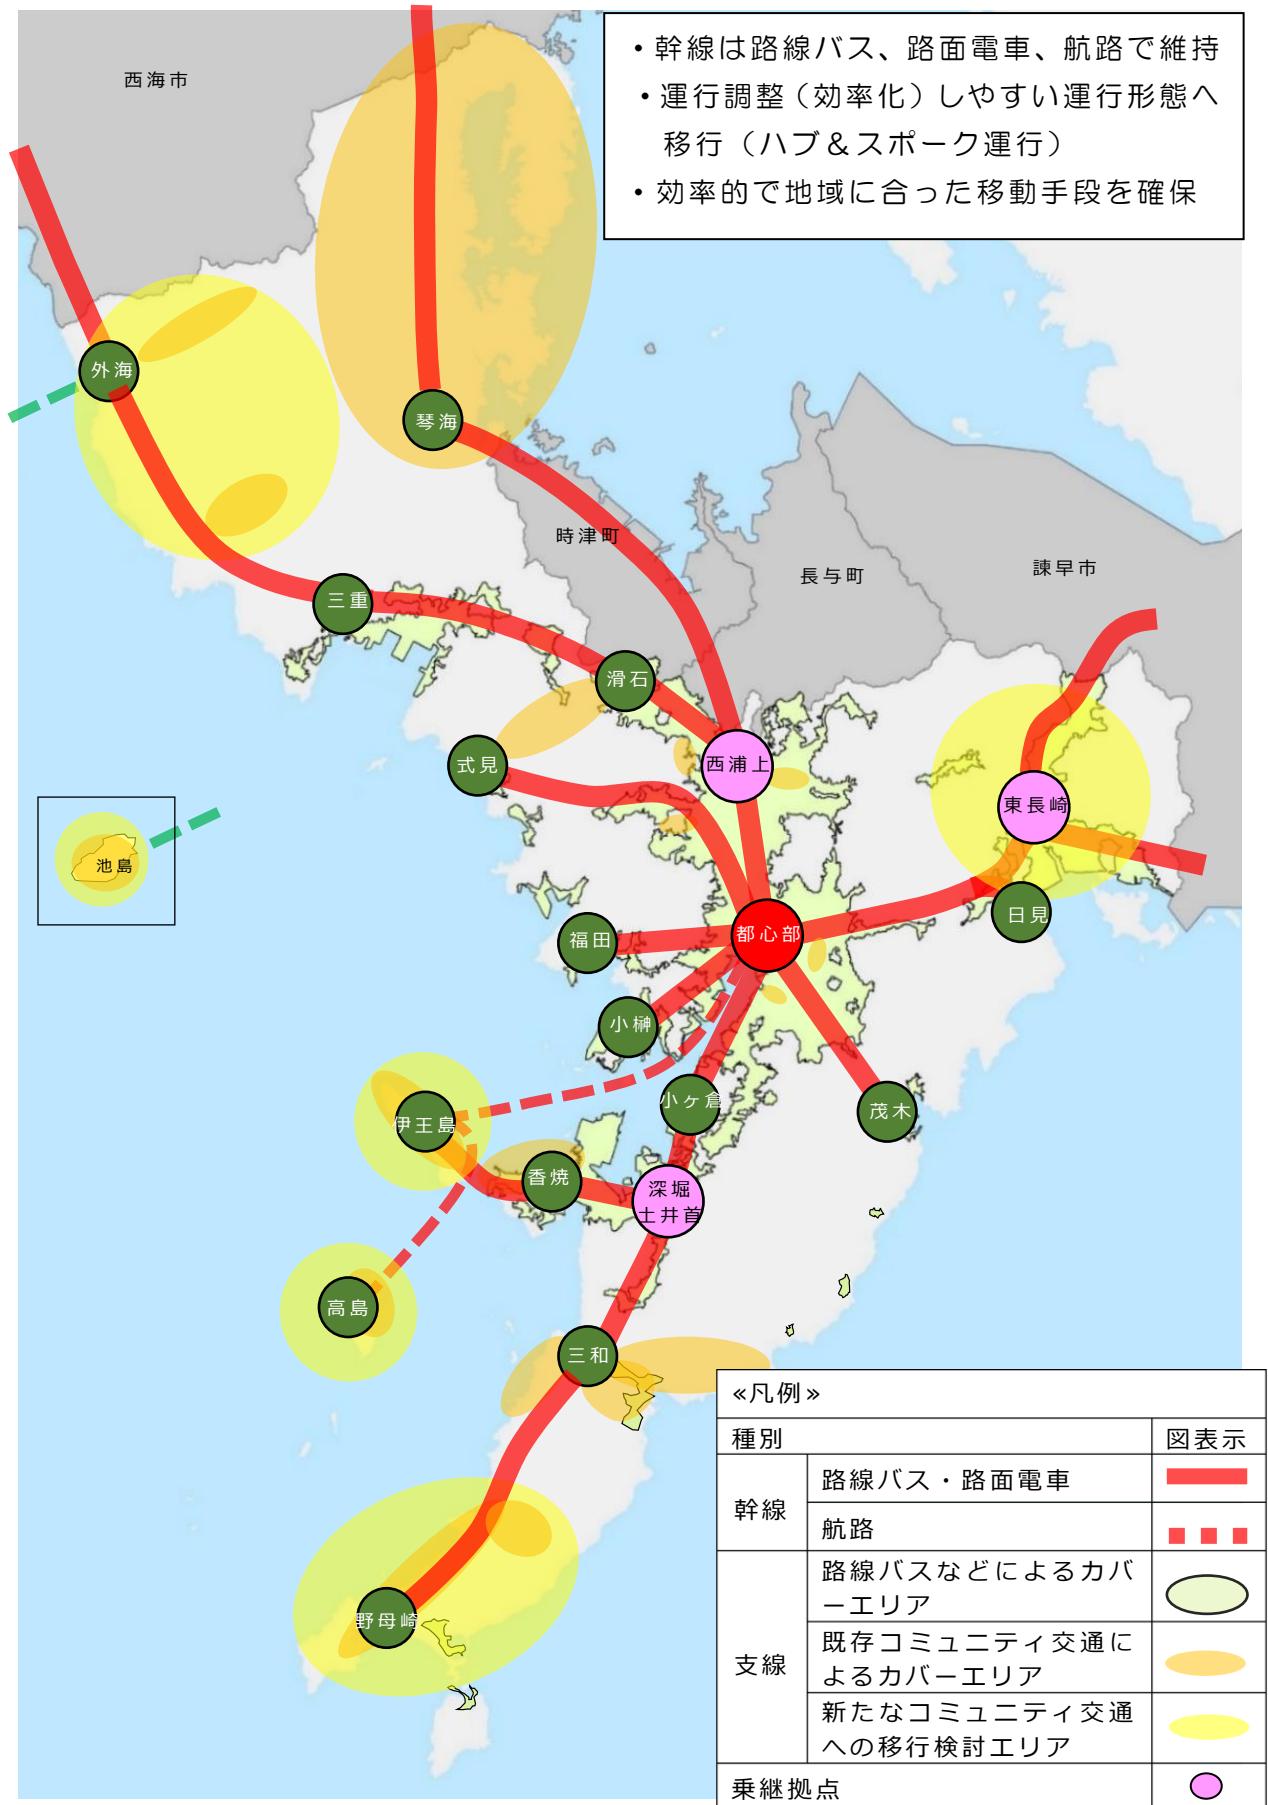 ・幹線は路線バス、路面電車、航路で維持
・運行調整（効率化）しやすい運行形態へ
移行（ハブ＆スポーク運行）
・効率的で地域に合った移動手段を確保
西海市
外海
琴海
時津町
長与町
諫早市
三重
滑石
式見
西浦上
東長崎
池島
日見
都心部
福田
小榊
小ヶ倉
茂木
伊王島
香焼
深堀
土井首
高島
三和
野母崎
≪凡例≫
種別
図表示
幹線
路線バス・路面電車
航路
支線
路線バスなどによるカバ
ーエリア
既存コミュニティ交通に
よるカバーエリア
新たなコミュニティ交通
への移行検討エリア
乗継拠点